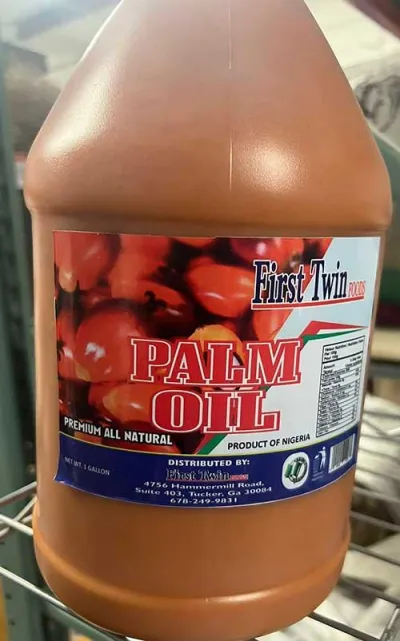 First Twin FOODS
PALM
OIL
PREMIUM ALL NATURAL
PRODUCT OF NIGERIA
NET WT 1 GALLON
DISTRIBUTED BY:
First Twin
4756 Hammermill Road,
Suite 403, Tucker, Ga 30084
678-249-9831